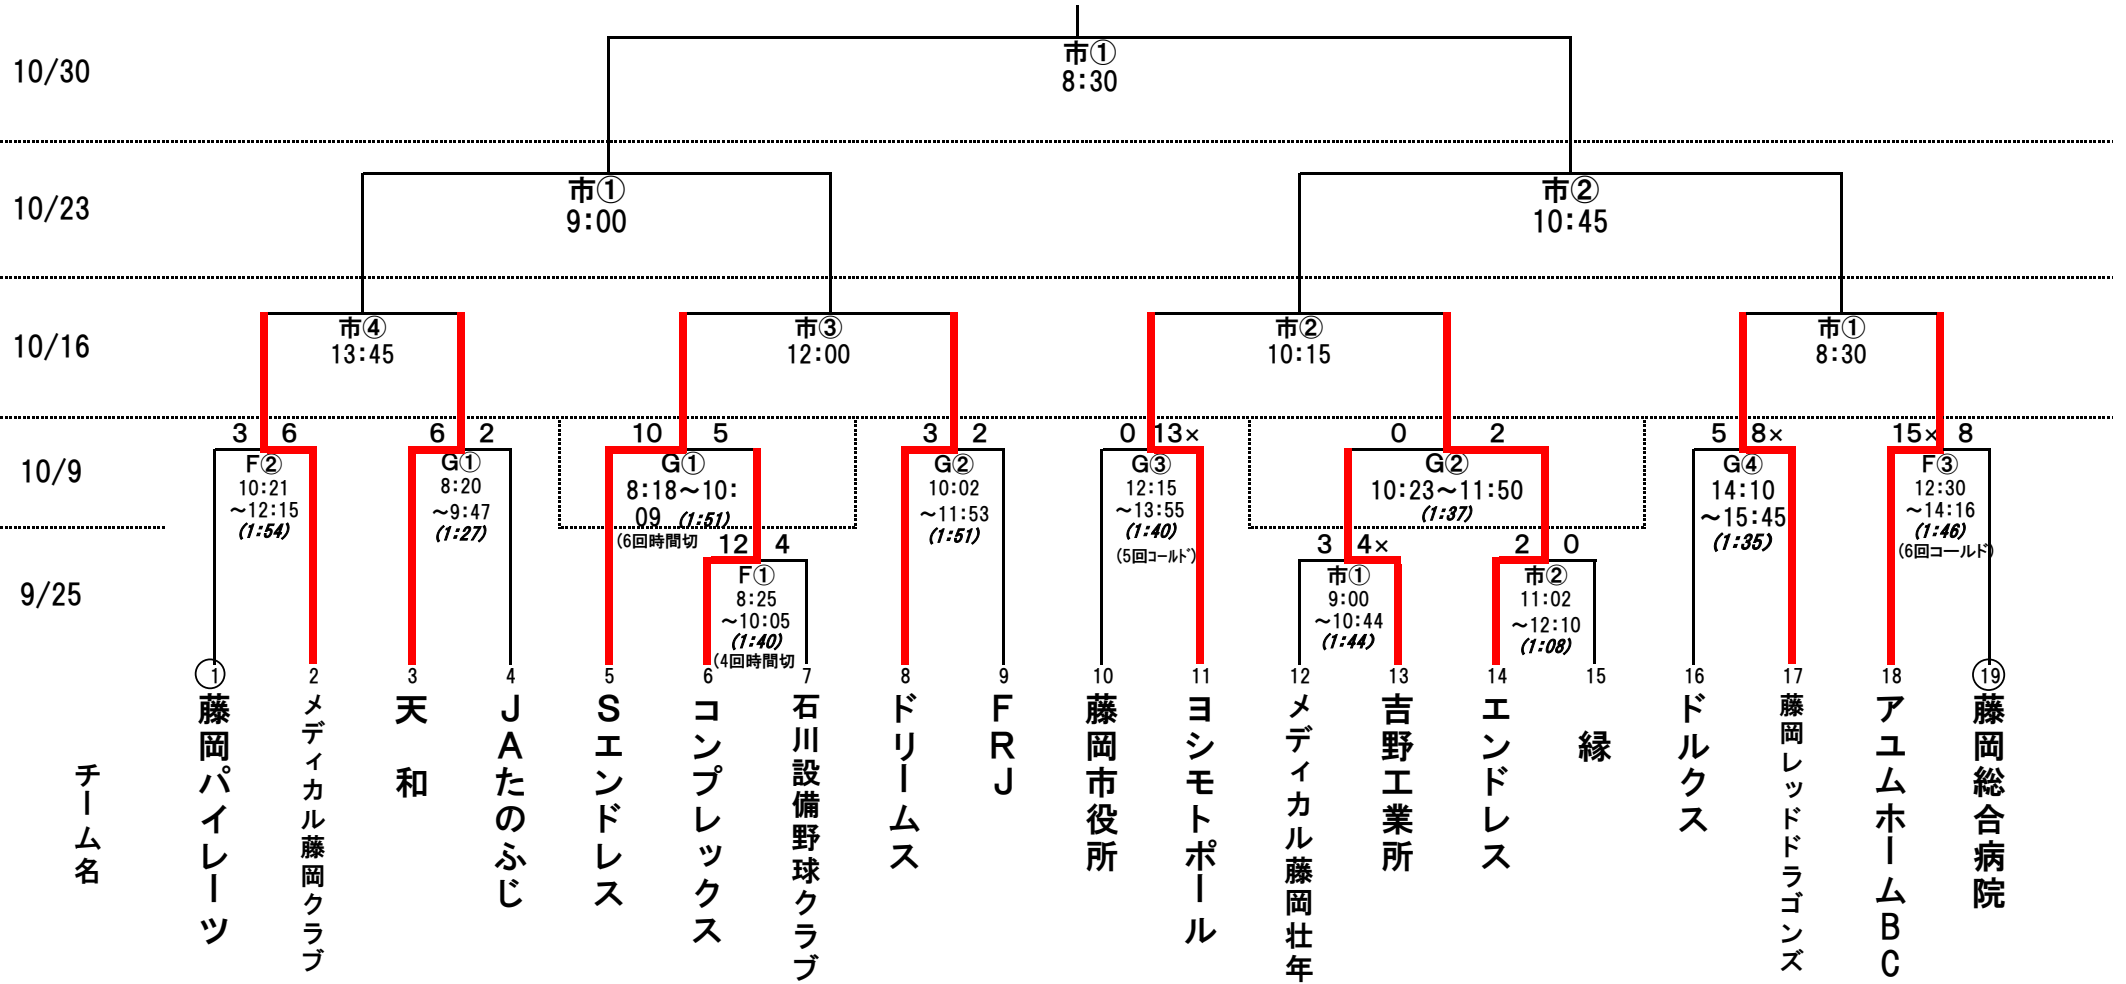 10/30
市①
8:30
10/23
市①
9:00
市②
10:45
10/16
市④
13:45
市③
12:00
市②
10:15
市①
8:30
10/9
3 6
F②
10:21
～12:15
(1:54)
6 2
G①
8:20
～9:47
(1:27)
10 5
G①
8:18～10:
09 (1:51)
(6回時間切
3 2
G②
10:02
～11:53
(1:51)
0 13×
G③
12:15
～13:55
(1:40)
(5回ｺｰﾙﾄﾞ)
0 2
G②
10:23～11:50
(1:37)
5 8×
G④
14:10
～15:45
(1:35)
15× 8
F③
12:30
～14:16
(1:46)
(6回コールド)
9/25
12 4
F①
8:25
～10:05
(1:40)
(4回時間切
3 4×
市①
9:00
～10:44
(1:44)
2 0
市②
11:02
～12:10
(1:08)
チーム名
1
藤岡パイレーツ
2
メディカル藤岡クラブ
3
天 和
4
JAたのふじ
5
Sエンドレス
6
コンプレックス
7
石川設備野球クラブ
8
ドリームス
9
FRJ
10
藤岡市役所
11
ヨシモトポール
12
メディカル藤岡壮年
13
吉野工業所
14
エンドレス
15
縁
16
ドルクス
17
藤岡レッドドラゴンズ
18
アユムホームBC
19
藤岡総合病院